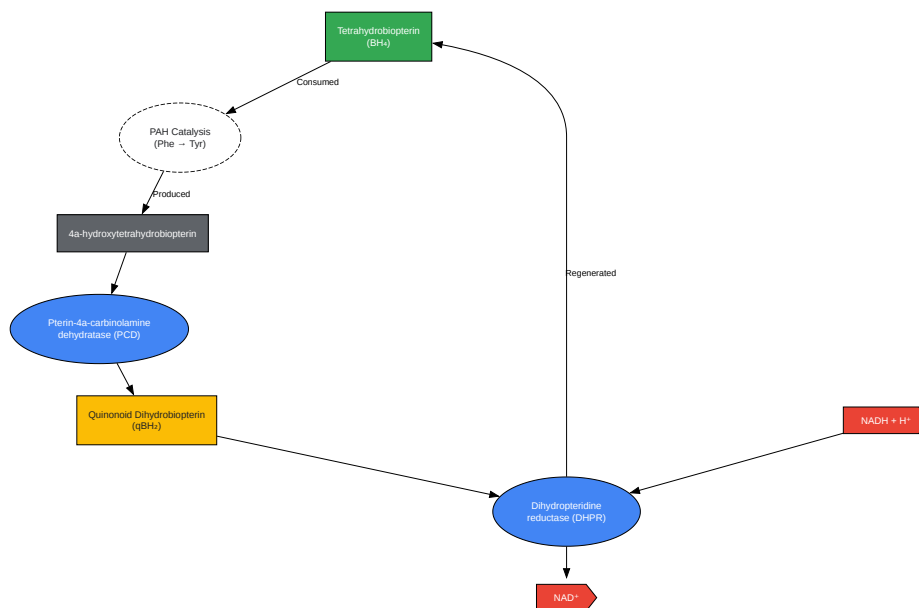 Tetrahydrobiopterin
(BH₄)
Consumed
PAH Catalysis
(Phe → Tyr)
Produced
4a-hydroxytetrahydrobiopterin
Regenerated
Pterin-4a-carbinolamine
dehydratase (PCD)
Quinonoid Dihydrobiopterin
(qBH₂)
NADH + H⁺
Dihydropteridine
reductase (DHPR)
NAD⁺